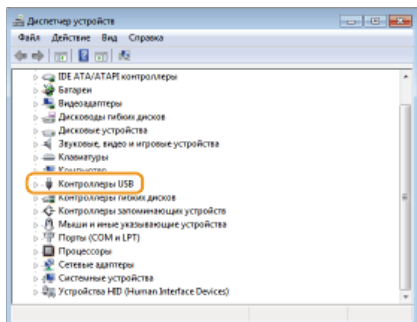 Диспетчер устройств
Файл Действие Вид Справка
IDE ATA/ATAPI контроллеры
Батареи
Видеоадаптеры
Дисководы гибких дисков
Дисковые устройства
Звуковые, видео и игровые устройства
Клавиатуры
Компьютер
Контроллеры USB
Контроллеры гибких дисков
Контроллеры запоминающих устройств
Мыши и иные указывающие устройства
Порты (COM и LPT)
Процессоры
Сетевые адаптеры
Системные устройства
Устройства HID (Human Interface Devices)